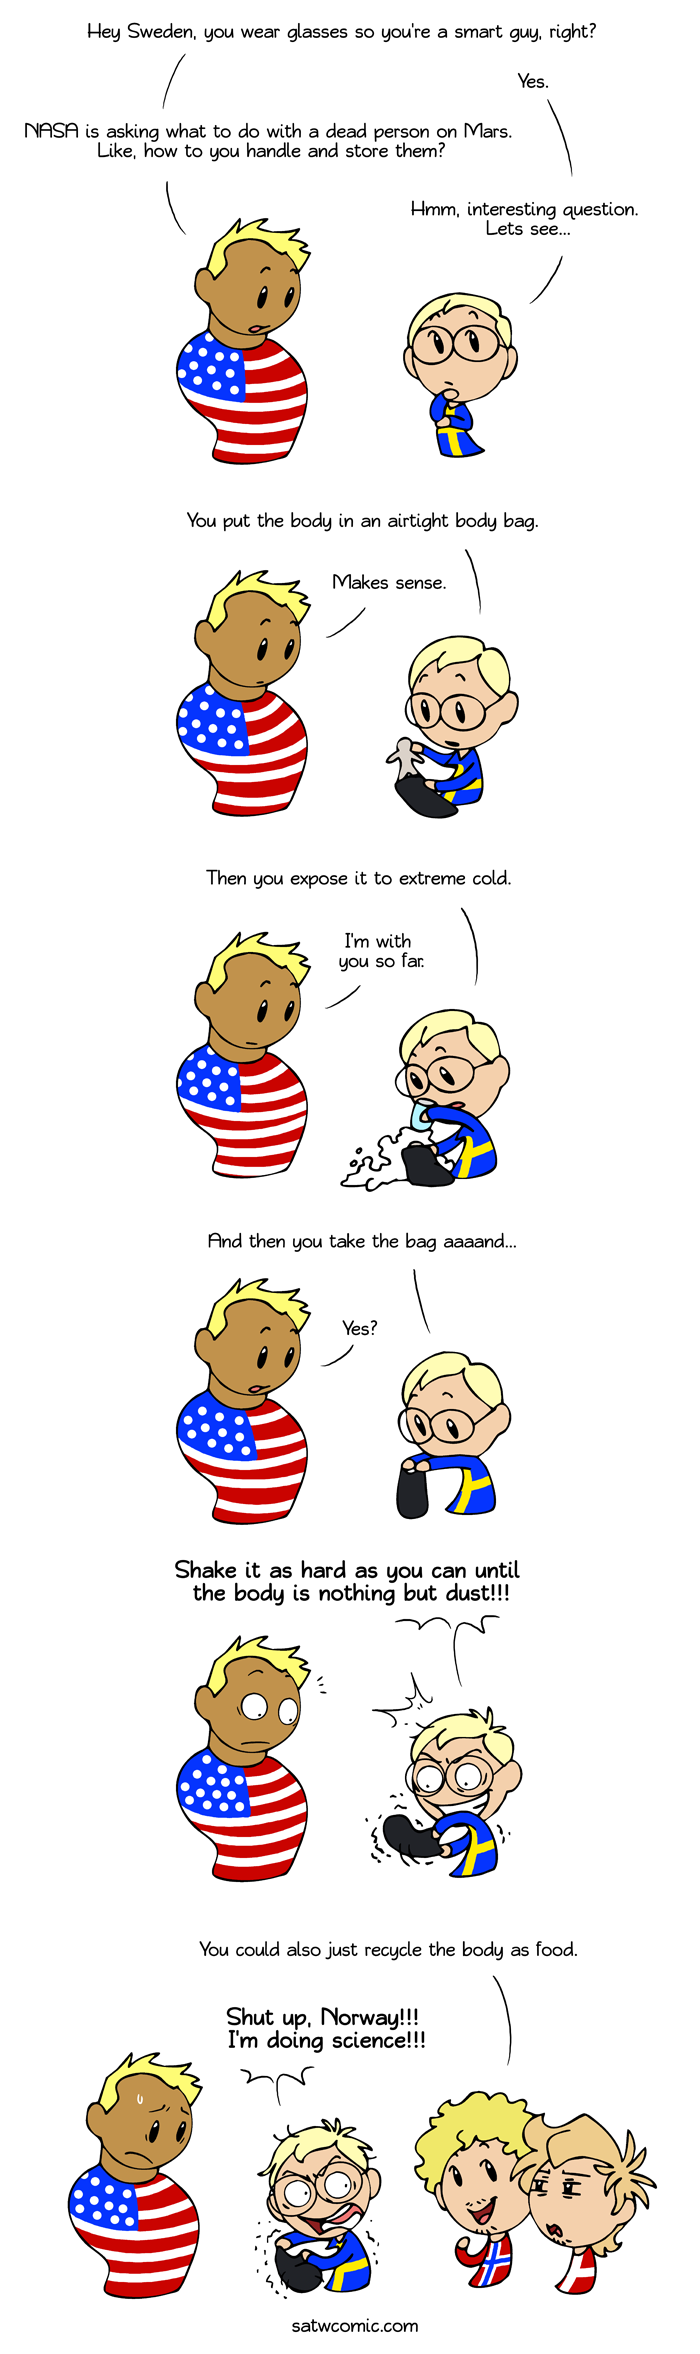 Hey Sweden, you wear glasses so you're a smart guy, right?
Yes.
NASA is asking what to do with a dead person on Mars.
Like, how to you handle and store them?
Hmm, interesting question.
Lets see...
You put the body in an airtight body bag.
Makes sense.
Then you expose it to extreme cold.
I'm with
you so far.
And then you take the bag aaaand...
Yes?
Shake it as hard as you can until
the body is nothing but dust!!!
You could also just recycle the body as food.
Shut up, Norway!!!
I'm doing science!!!
satwcomic.com